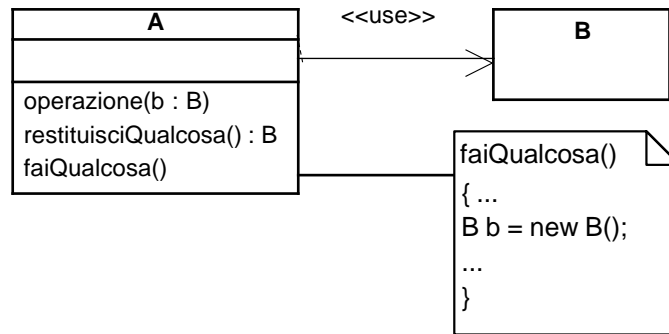 A
<<use>>
B
operazione(b : B)
restituisciQualcosa() : B
faiQualcosa()
faiQualcosa()
{ ...
B b = new B();
...
}